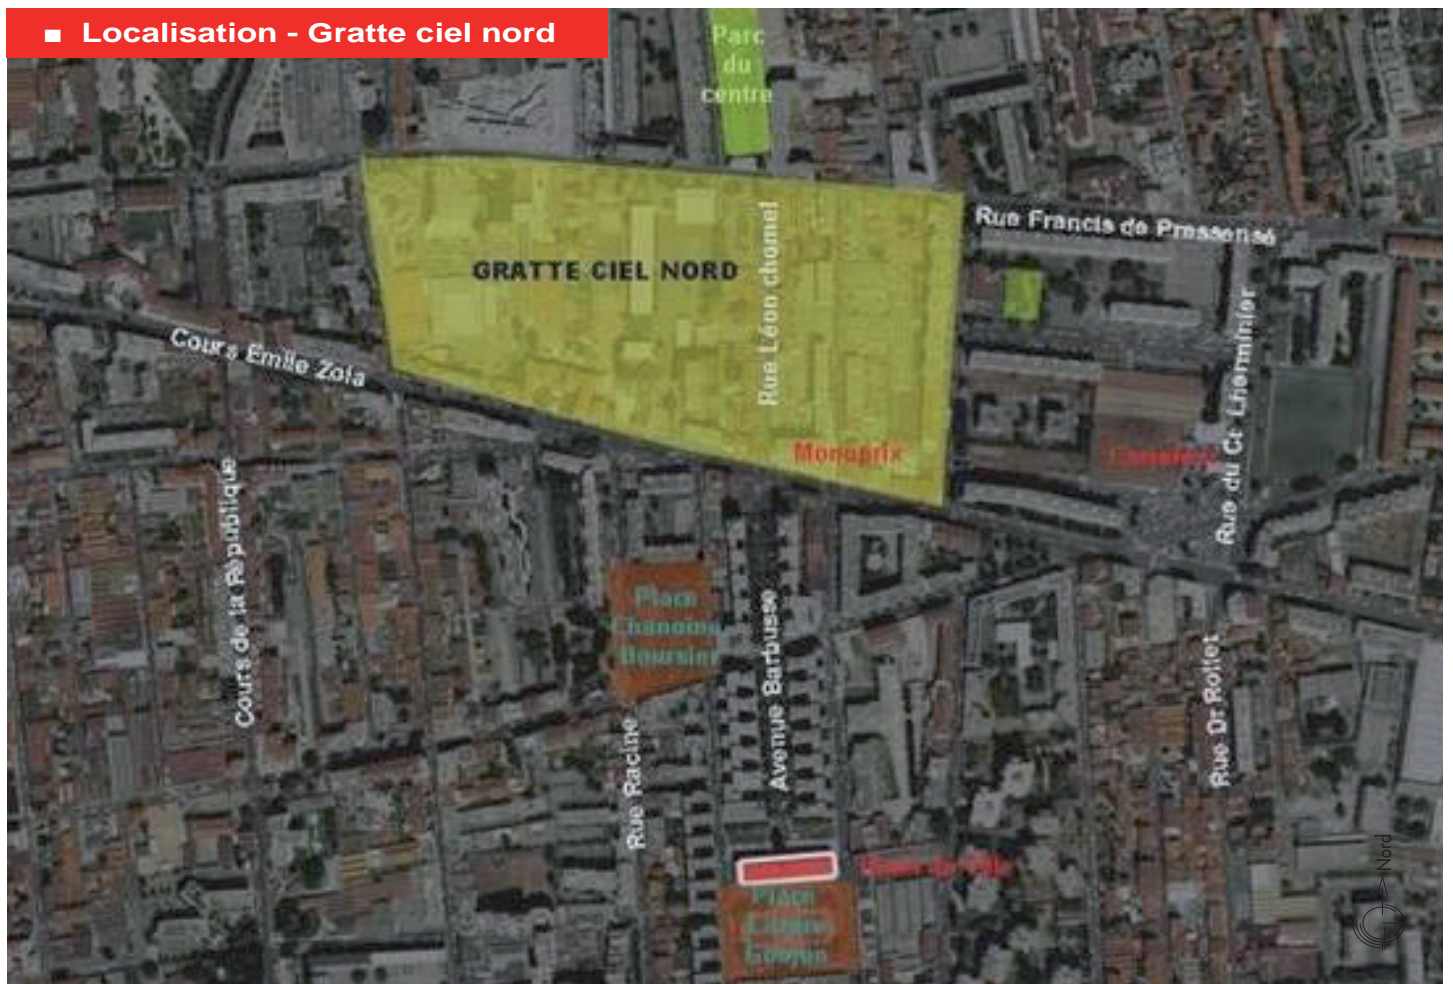 Localisation - Gratte ciel nord
Parc
du
centre
Rue Francis de Pressensé
GRATTE CIEL NORD
Rue Léon chomel
Cours Emile Zola
Monoprix
Rue du Ct Lherminier
Cours de la République
Place
Chanoine
Boursier
Avenue Barbusse
Rue Dr Rollet
Rue Racine
Nord
Place
Goujon